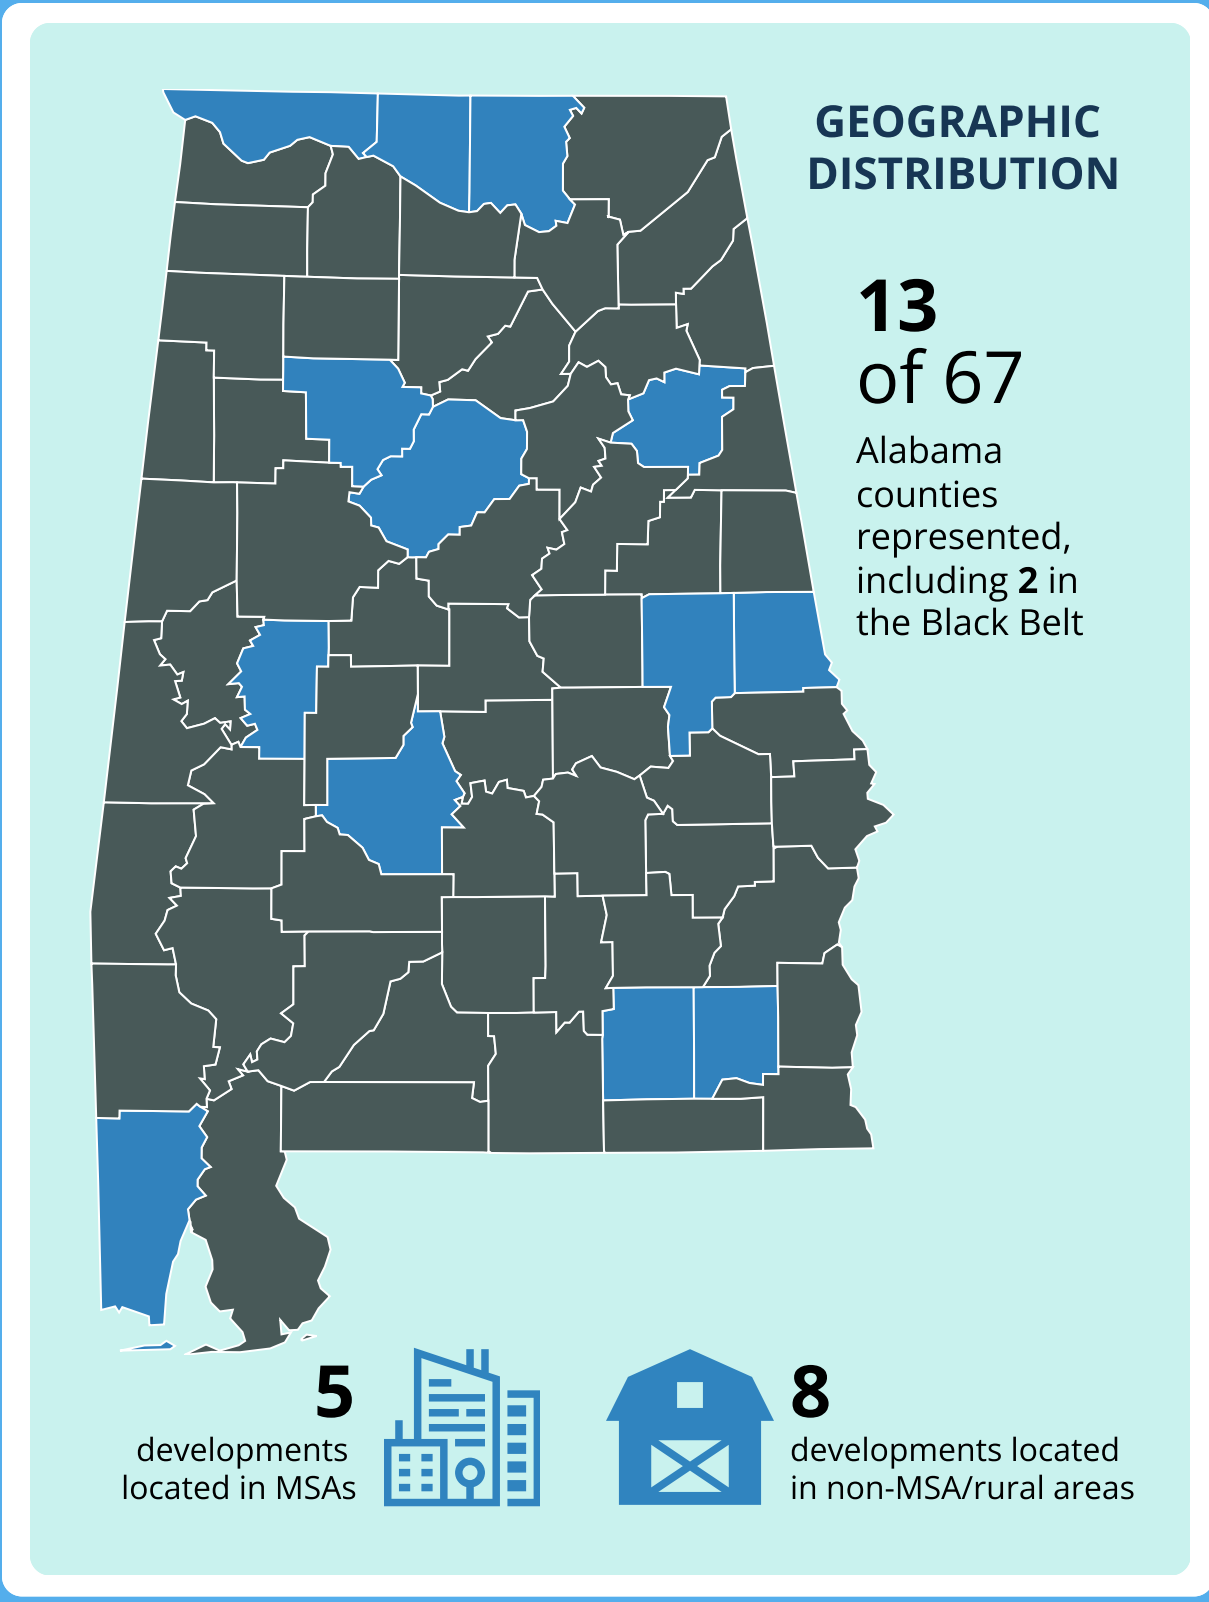 GEOGRAPHIC
DISTRIBUTION
13
of 67
Alabama
counties
represented,
including 2 in
the Black Belt
5
developments
located in MSAs
8
developments located
in non-MSA/rural areas